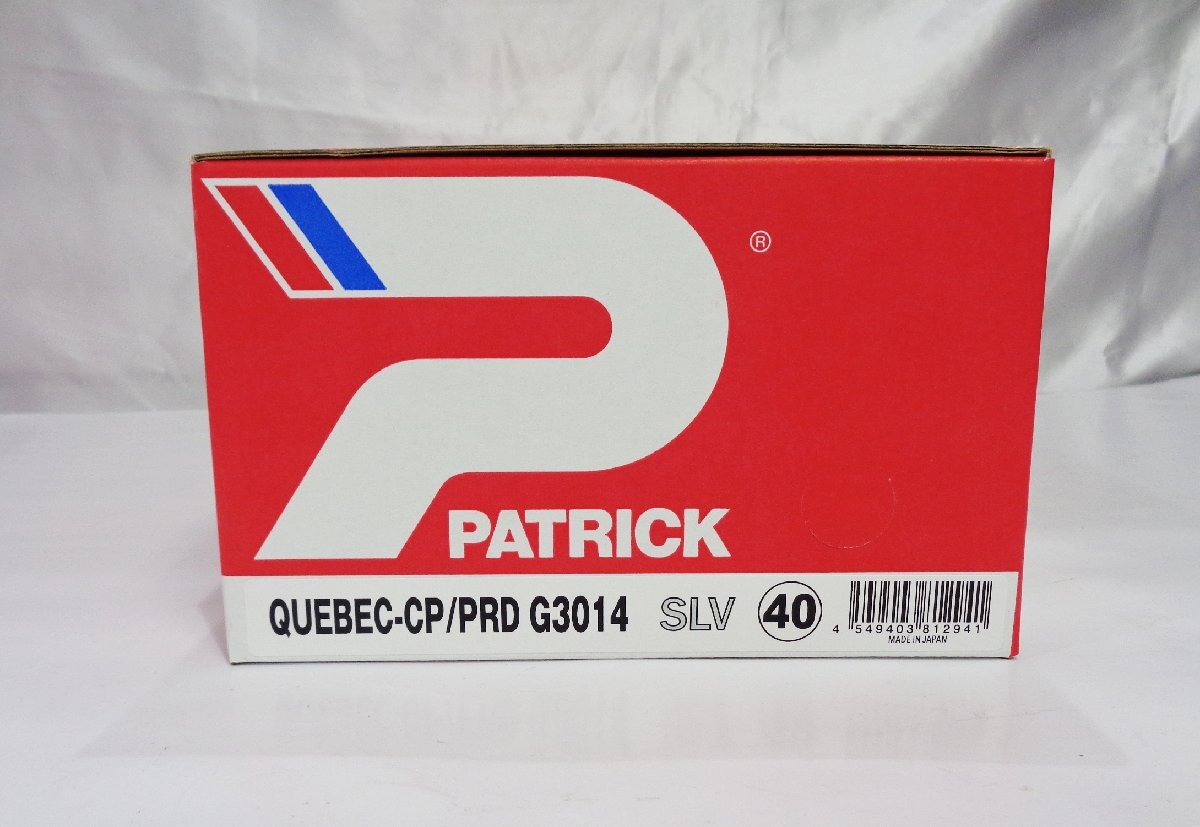 ®
PATRICK
QUEBEC-CP/PRD G3014 SLV 40
4 549403 812941
MADE IN JAPAN